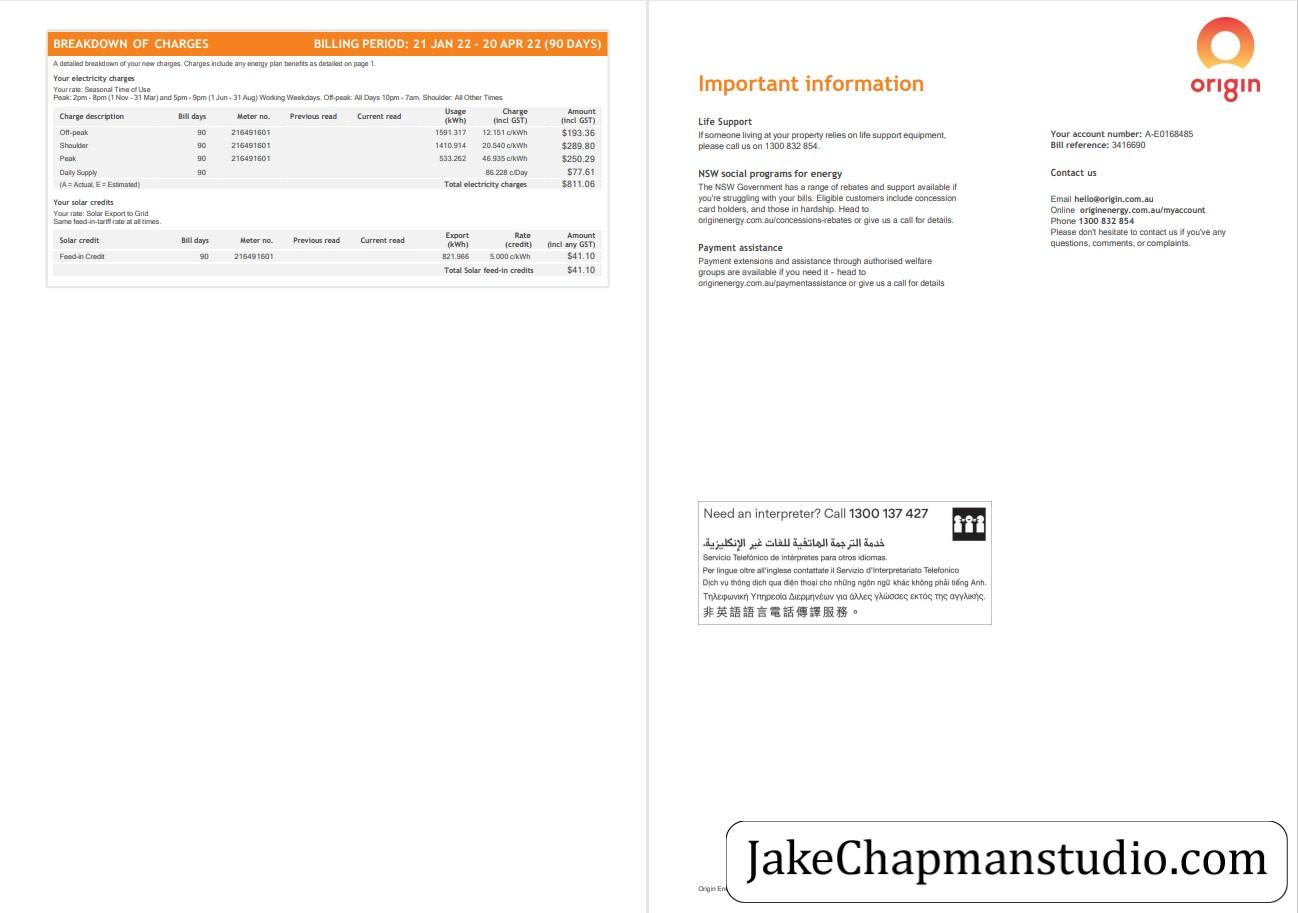 BREAKDOWN OF CHARGES BILLING PERIOD: 21 JAN 22 - 20 APR 22 (90 DAYS)
A detailed breakdown of your new charges. Charges include any energy plan benefits as detailed on page 1.
Your electricity charges
Your rate: Seasonal Time of Use
Peak: 2pm - 8pm (1 Nov - 31 Mar) and 5pm - 9pm (1 Jun - 31 Aug) Working Weekdays. Off-peak: All Days 10pm - 7am. Shoulder: All Other Times
Charge description Bill days Meter no. Previous read Current read Usage (kWh) Charge (incl GST) Amount (incl GST)
Off-peak 90 216491601 1591.317 12.151 c/kWh $193.36
Shoulder 90 216491601 1410.914 20.540 c/kWh $289.80
Peak 90 216491601 533.262 46.935 c/kWh $250.29
Daily Supply 90 86.228 c/Day $77.61
(A = Actual, E = Estimated) Total electricity charges $811.06
Your solar credits
Your rate: Solar Export to Grid
Same feed-in-tariff rate at all times.
Solar credit Bill days Meter no. Previous read Current read Export (kWh) Rate (credit) Amount (incl any GST)
Feed-in Credit 90 216491601 821.966 5.000 c/kWh $41.10
Total Solar feed-in credits $41.10
origin
Important information
Life Support
If someone living at your property relies on life support equipment,
please call us on 1300 832 854.
NSW social programs for energy
The NSW Government has a range of rebates and support available if
you're struggling with your bills. Eligible customers include concession
card holders, and those in hardship. Head to
originenergy.com.au/concessions-rebates or give us a call for details.
Payment assistance
Payment extensions and assistance through authorised welfare
groups are available if you need it - head to
originenergy.com.au/paymentassistance or give us a call for details
Your account number: A-E0168485
Bill reference: 3416690
Contact us
Email hello@origin.com.au
Online originenergy.com.au/myaccount
Phone 1300 832 854
Please don't hesitate to contact us if you've any
questions, comments, or complaints.
Need an interpreter? Call 1300 137 427
خدمة الترجمة الهاتفية للغات غير الإنكليزية.
Servicio Telefónico de Intérpretes para otros idiomas.
Per lingue oltre all'inglese contattate il Servizio d'Interpretariato Telefonico
Dịch vụ thông dịch qua điện thoại cho những ngôn ngữ khác không phải tiếng Anh.
Τηλεφωνική Υπηρεσία Διερμηνέων για άλλες γλώσσες εκτός της αγγλικής.
非英語語言電話傳譯服務。
Origin
JakeChapmanstudio.com